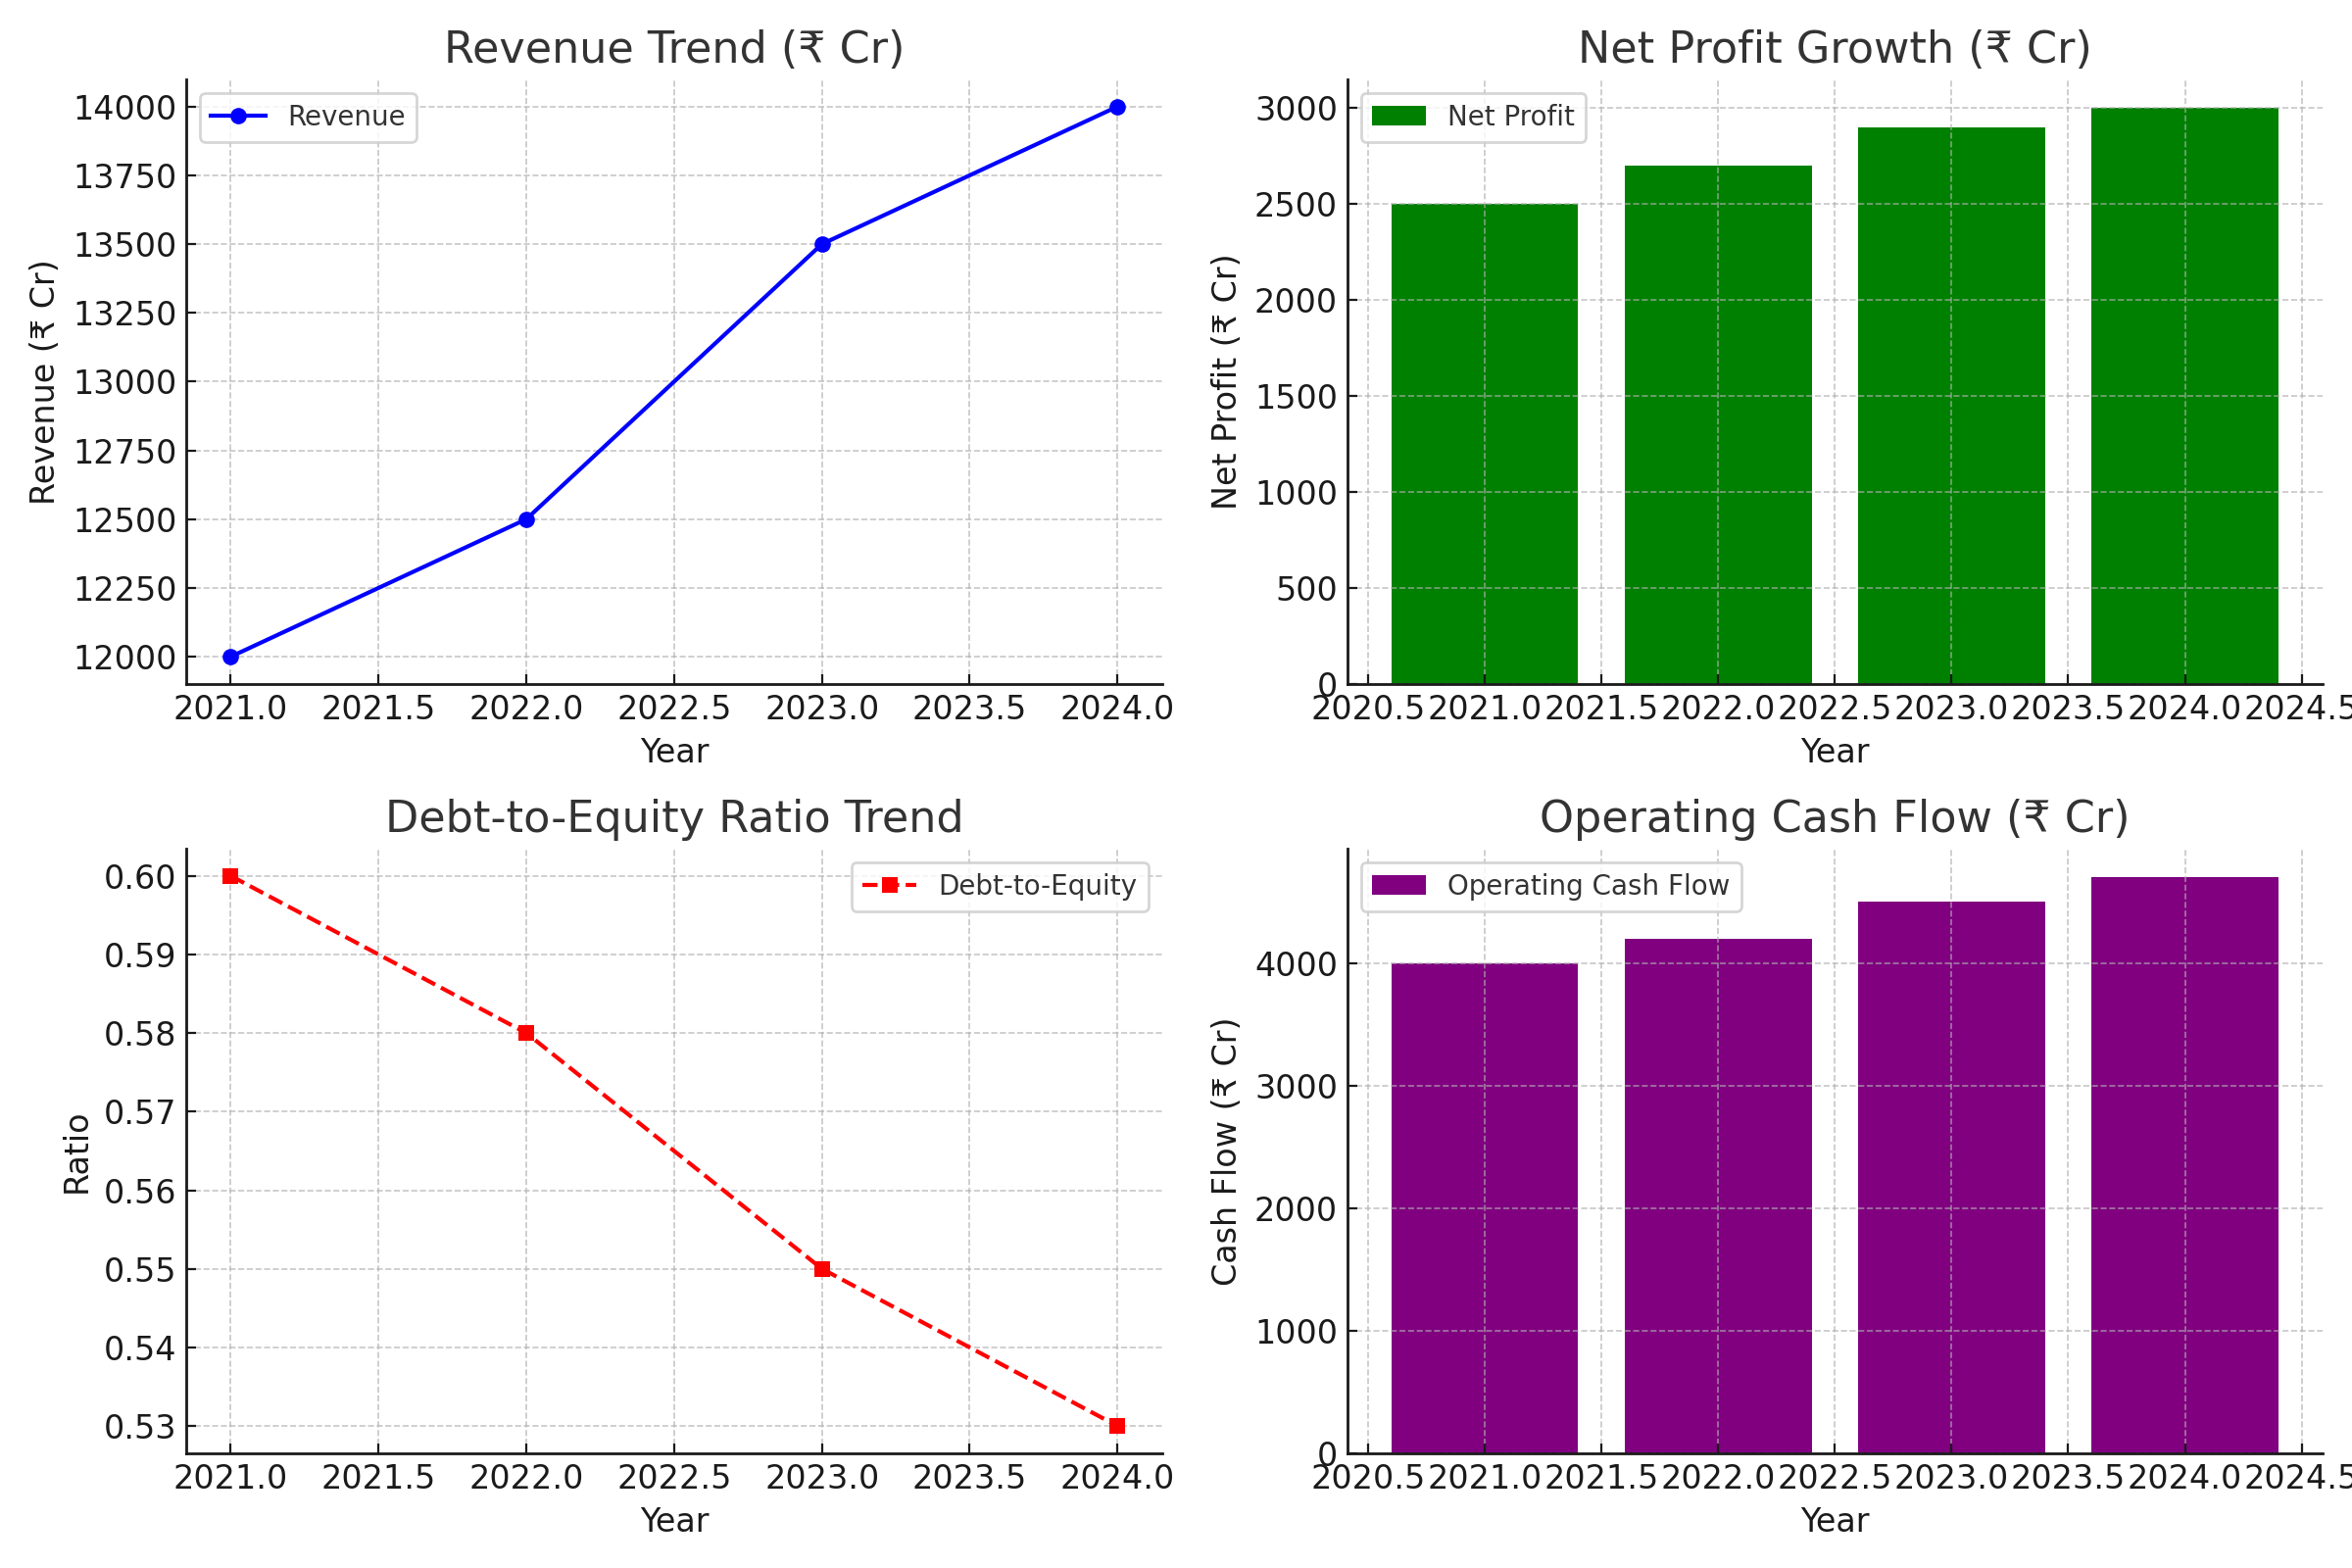 Revenue Trend (₹ Cr)
Revenue
Revenue (₹ Cr)
14000
13750
13500
13250
13000
12750
12500
12250
12000
2021.0 2021.5 2022.0 2022.5 2023.0 2023.5 2024.0
Year
Net Profit Growth (₹ Cr)
Net Profit
Net Profit (₹ Cr)
3000
2500
2000
1500
1000
500
0
2020.5 2021.0 2021.5 2022.0 2022.5 2023.0 2023.5 2024.0 2024.5
Year
Debt-to-Equity Ratio Trend
Debt-to-Equity
Ratio
0.60
0.59
0.58
0.57
0.56
0.55
0.54
0.53
2021.0 2021.5 2022.0 2022.5 2023.0 2023.5 2024.0
Year
Operating Cash Flow (₹ Cr)
Operating Cash Flow
Cash Flow (₹ Cr)
4000
3000
2000
1000
0
2020.5 2021.0 2021.5 2022.0 2022.5 2023.0 2023.5 2024.0 2024.5
Year